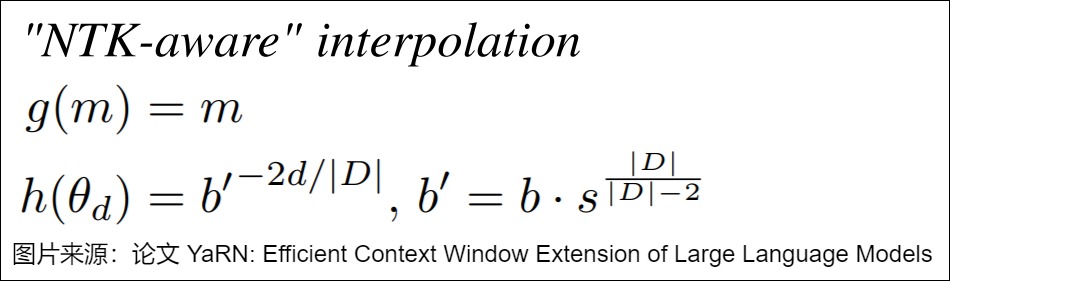 "NTK-aware" interpolation
g(m) = m
h(θ_d) = b′^{-2d/|D|}, b′ = b · s^{\frac{|D|}{|D|-2}}
图片来源：论文 YaRN: Efficient Context Window Extension of Large Language Models